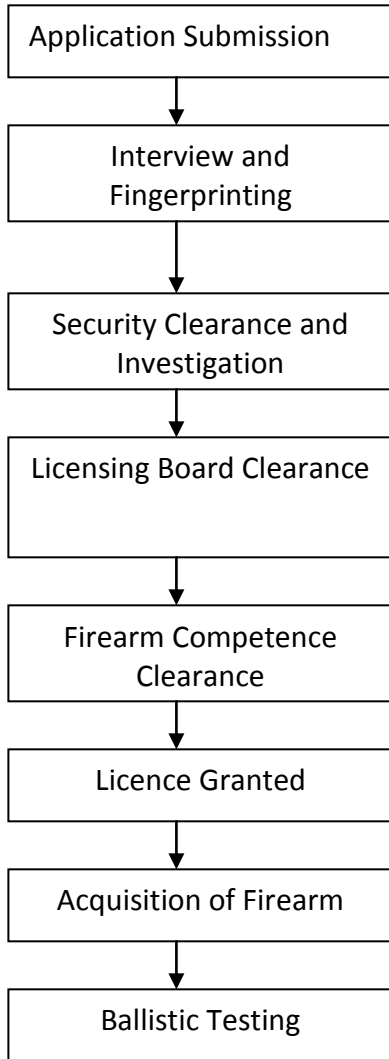 Application Submission
Interview and
Fingerprinting
Security Clearance and
Investigation
Licensing Board Clearance
Firearm Competence
Clearance
Licence Granted
Acquisition of Firearm
Ballistic Testing